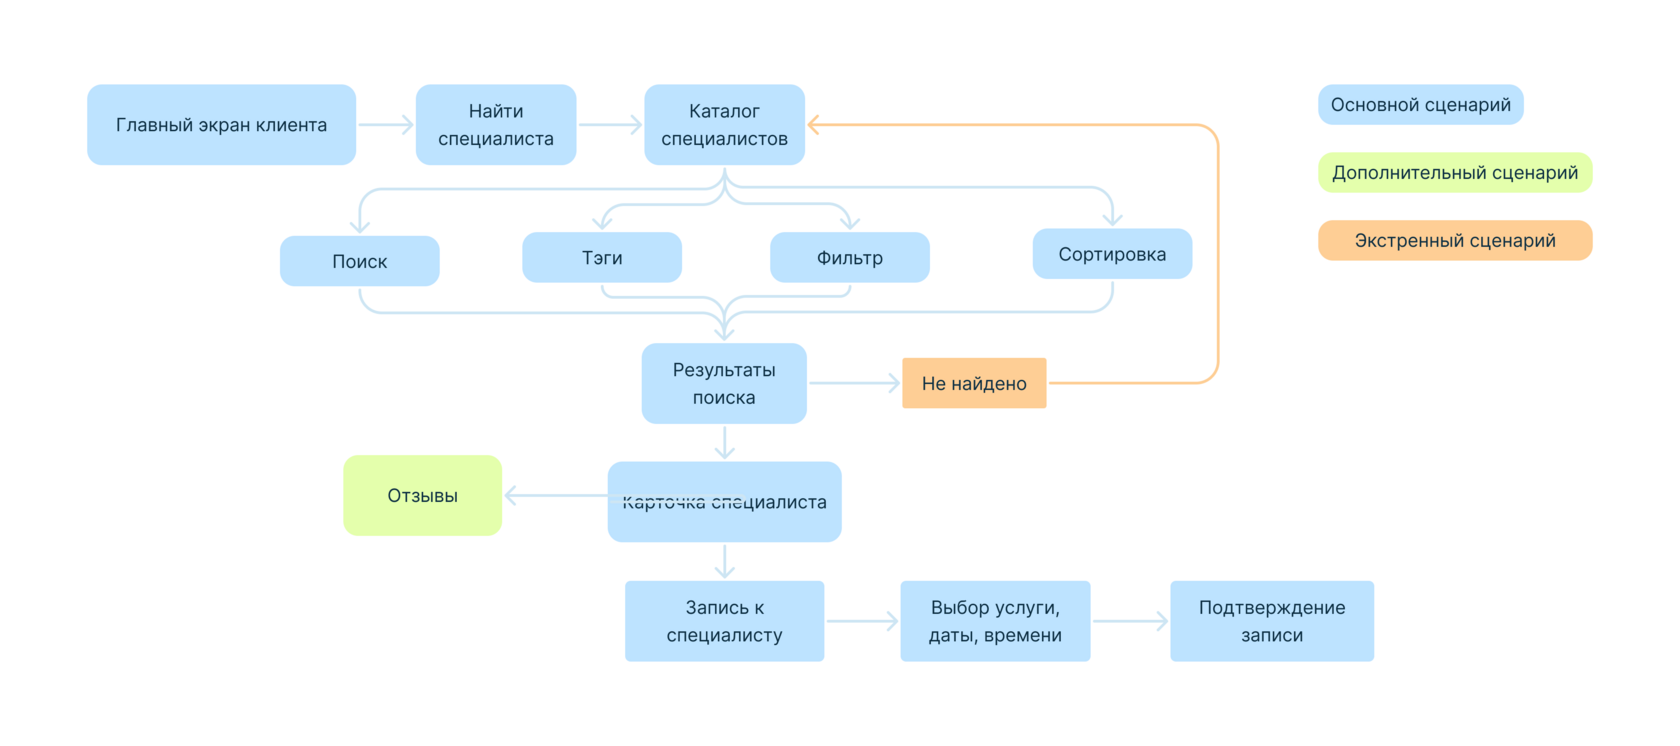 Главный экран клиента
Найти
специалиста
Каталог
специалистов
Основной сценарий
Дополнительный сценарий
Экстренный сценарий
Поиск
Тэги
Фильтр
Сортировка
Результаты
поиска
Не найдено
Отзывы
Карточка специалиста
Запись к
специалисту
Выбор услуги,
даты, времени
Подтверждение
записи